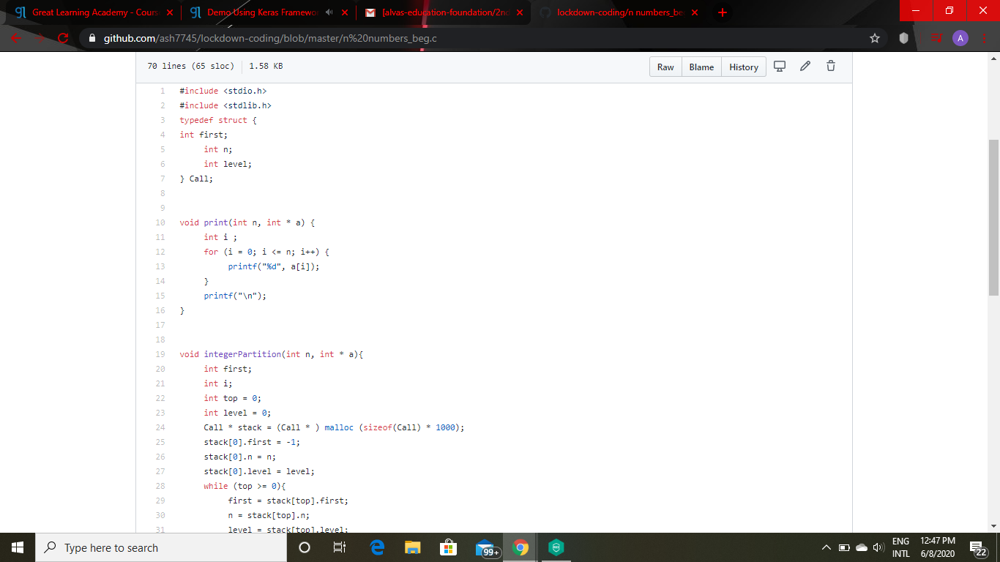 Great Learning Academy - Cours
Demo Using Keras Framewo
[alvas-education-foundation/2nd
lockdown-coding/n numbers_be
github.com/ash7745/lockdown-coding/blob/master/n%20numbers_beg.c
A
70 lines (65 sloc) 1.58 KB
Raw Blame History
1 #include <stdio.h>
2 #include <stdlib.h>
3 typedef struct {
4 int first;
5 int n;
6 int level;
7 } Call;
8
9
10 void print(int n, int * a) {
11 int i ;
12 for (i = 0; i <= n; i++) {
13 printf("%d", a[i]);
14 }
15 printf("\n");
16 }
17
18
19 void integerPartition(int n, int * a){
20 int first;
21 int i;
22 int top = 0;
23 int level = 0;
24 Call * stack = (Call * ) malloc (sizeof(Call) * 1000);
25 stack[0].first = -1;
26 stack[0].n = n;
27 stack[0].level = level;
28 while (top >= 0){
29 first = stack[top].first;
30 n = stack[top].n;
31 level = stack[top].level;
Type here to search
99+
ENG
INTL
12:47 PM
6/8/2020
22